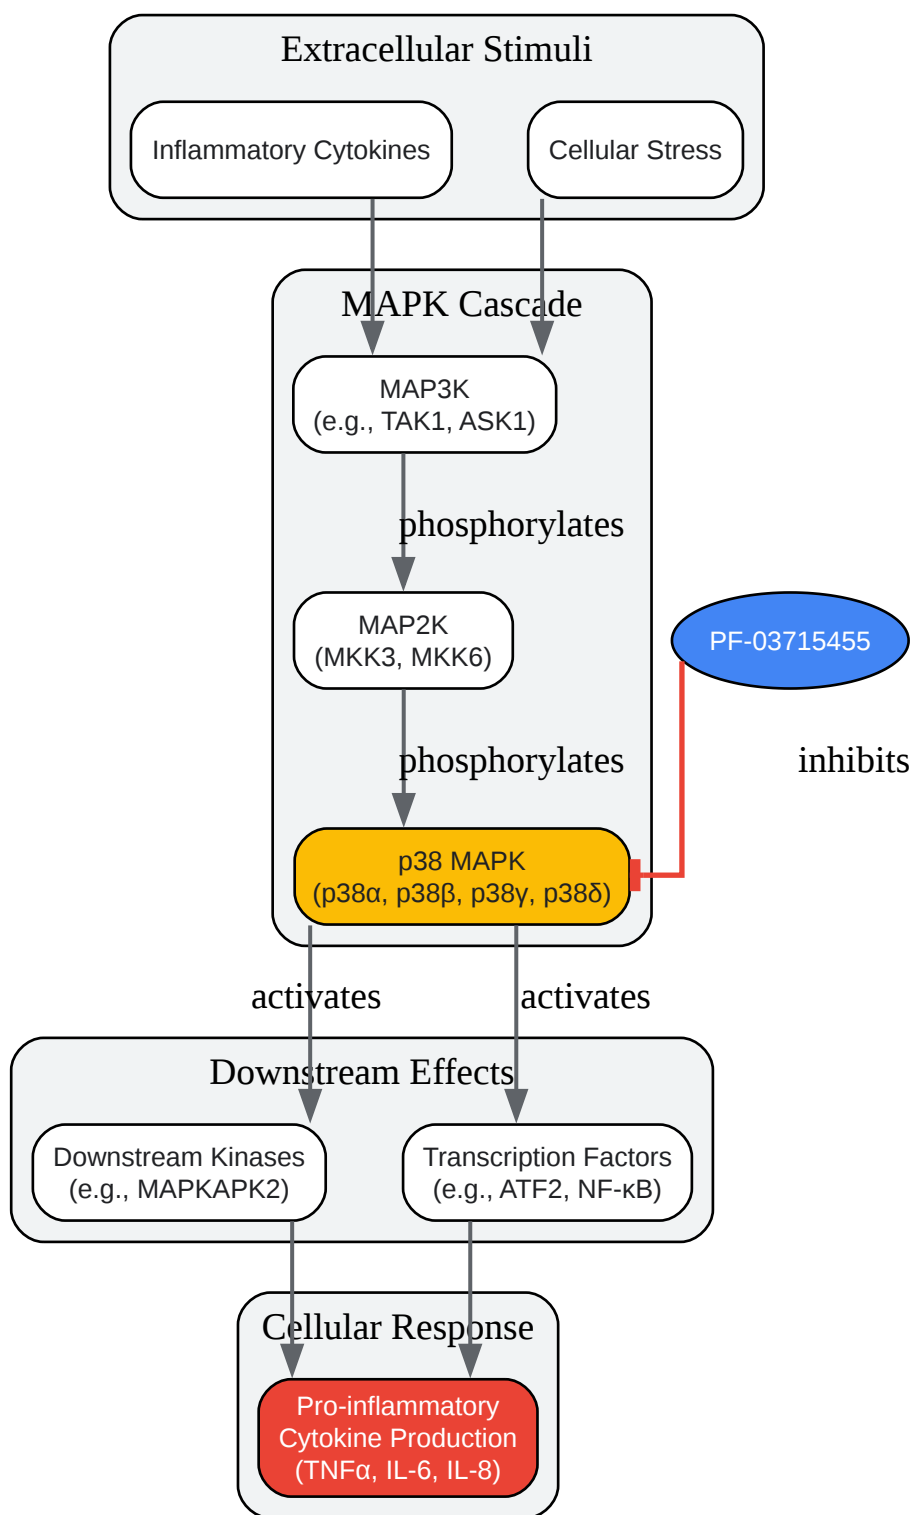 Extracellular Stimuli
Inflammatory Cytokines
Cellular Stress
MAPK Cascade
MAP3K
(e.g., TAK1, ASK1)
phosphorylates
MAP2K
(MKK3, MKK6)
PF-03715455
phosphorylates
inhibits
p38 MAPK
(p38α, p38β, p38γ, p38δ)
activates
activates
Downstream Effects
Downstream Kinases
(e.g., MAPKAPK2)
Transcription Factors
(e.g., ATF2, NF-κB)
Cellular Response
Pro-inflammatory
Cytokine Production
(TNFα, IL-6, IL-8)